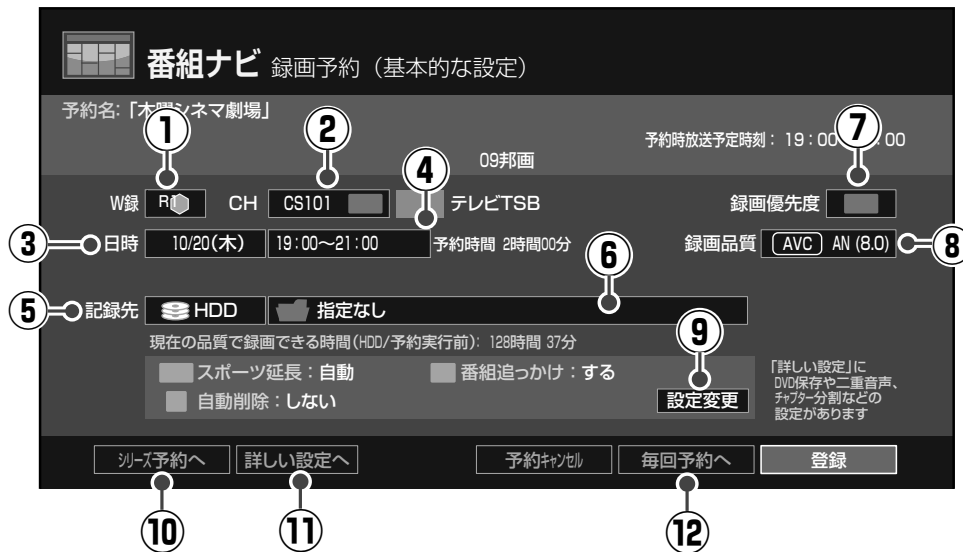 番組ナビ 録画予約（基本的な設定）
予約名：「木曜シネマ劇場」
① ② ⑦
予約時放送予定時刻：19：00 00
09邦画
④
W録 R1 CH CS101 テレビTSB 録画優先度
③ 日時 10/20(木) 19：00～21：00 予約時間 2時間00分 録画品質 AVC AN (8.0) ⑧
⑥
⑤ 記録先 HDD 指定なし
現在の品質で録画できる時間(HDD/予約実行前)：128時間 37分
⑨
スポーツ延長：自動 番組追っかけ：する
自動削除：しない 設定変更
「詳しい設定」に
DVD保存や二重音声、
チャプター分割などの
設定があります
シリーズ予約へ 詳しい設定へ 予約キャンセル 毎回予約へ 登録
⑩ ⑪ ⑫